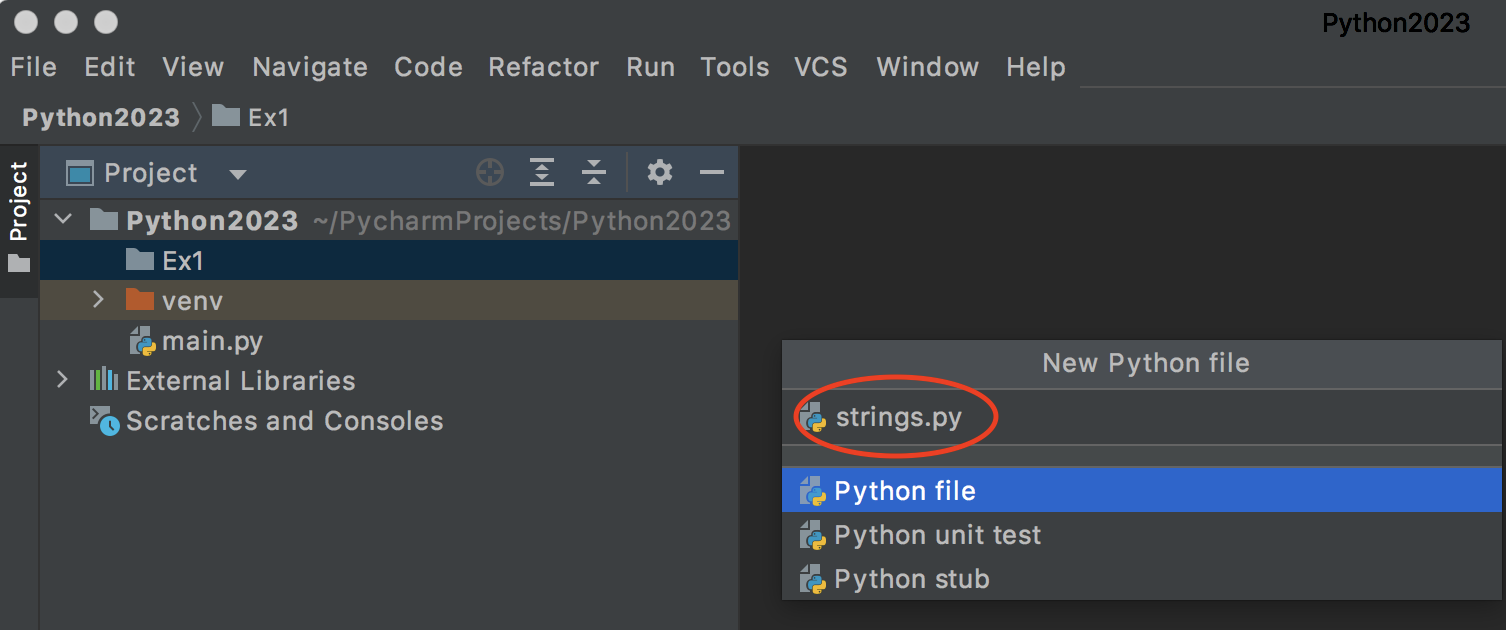 Python2023
File Edit View Navigate Code Refactor Run Tools VCS Window Help
Python2023 Ex1
Project
Project
Python2023 ~/PycharmProjects/Python2023
Ex1
venv
main.py
External Libraries
Scratches and Consoles
New Python file
strings.py
Python file
Python unit test
Python stub